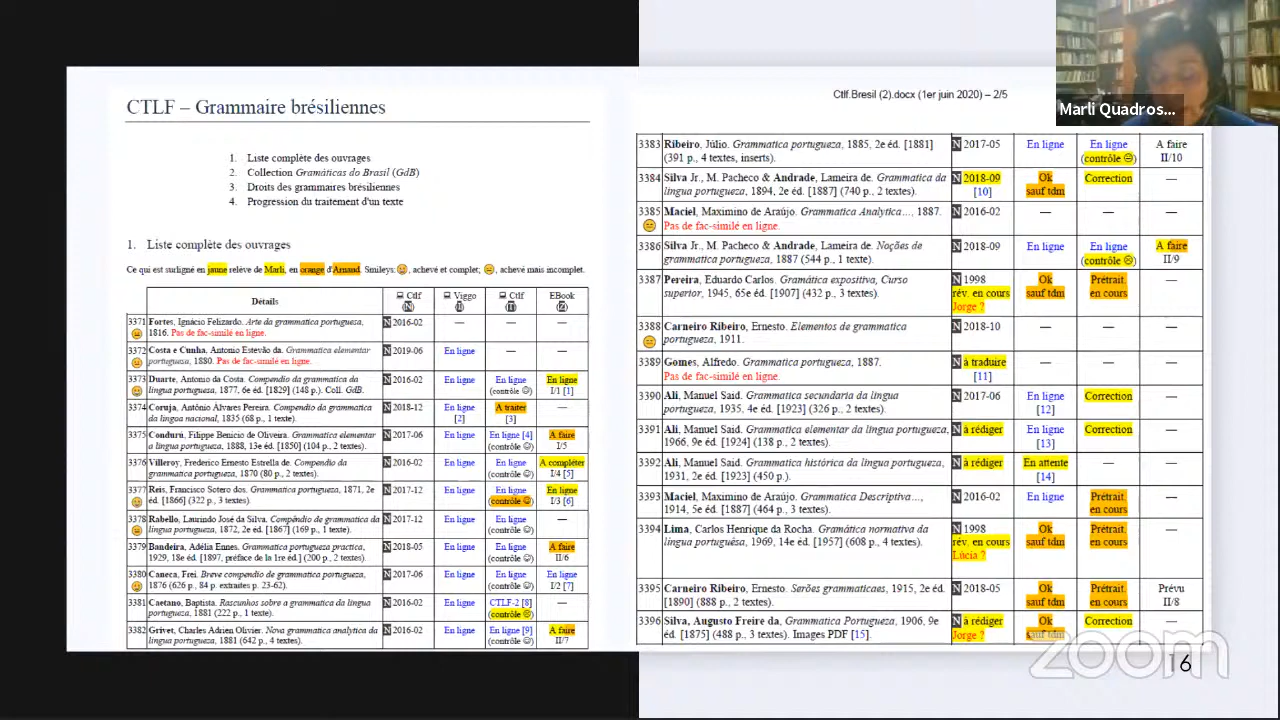 CTLF – Grammaire brésiliennes
1. Liste complète des ouvrages
2. Collection Gramáticas do Brasil (GdB)
3. Droits des grammaires brésiliennes
4. Progression du traitement d'un texte
1. Liste complète des ouvrages
Ce qui est surligné en jaune relève de Marli, en orange d'Arnaud. Smileys: , achevé et complet; , achevé mais incomplet.
Détails Ctlf Viggo Ctlf EBook
3371 Fortes, Ignácio Felizardo. Arte da grammatica portugueza, N 2016-02 — — —
1816. Pas de fac-similé en ligne.
3372 Costa e Cunha, Antonio Estevão da. Grammatica elementar N 2019-06 En ligne — —
portugueza, 1880. Pas de fac-similé en ligne.
3373 Duarte, Antonio da Costa. Compendio da grammatica da N 2016-02 En ligne En ligne En ligne
lingua portugueza, 1877, 6e éd. [1829] (148 p.). Coll. GdB. (contrôle ) I/1 [1]
3374 Coruja, Antônio Alvares Pereira. Compendio da grammatica N 2018-12 En ligne A traiter —
da lingua nacional, 1835 (68 p., 1 texte). [2] [3]
3375 Condurú, Filippe Benicio de Oliveira. Grammatica elementar N 2017-06 En ligne En ligne [4] A faire
a lingua portugueza, 1888, 13e éd. [1850] (104 p., 2 textes). (contrôle ) I/5
3376 Villeroy, Frederico Ernesto Estrella de. Compendio da N 2016-02 En ligne En ligne A compléter
grammatica portugueza, 1870 (80 p., 2 textes). (contrôle ) I/4 [5]
3377 Reis, Francisco Sotero dos. Grammatica portugueza, 1871, 2e N 2017-12 En ligne En ligne En ligne
éd. [1866] (322 p., 3 textes). (contrôle ) I/3 [6]
3378 Rabello, Laurindo José da Silva. Compêndio de grammatica da N 2017-12 En ligne En ligne —
lingua portugueza, 1872, 2e éd. [1867] (169 p., 1 texte). (contrôle )
3379 Bandeira, Adélia Ennes. Grammatica portugueza practica, N 2018-05 En ligne En ligne A faire
1929, 18e éd. [1897, préface de la 1re éd.] (200 p., 2 textes). (contrôle ) II/6
3380 Caneca, Frei. Breve compendio de grammatica portugueza, N 2017-06 En ligne En ligne En ligne
1876 (626 p., 84 p. extraites p. 23-62). (contrôle ) I/2 [7]
3381 Caetano, Baptista. Rascunhos sobre a grammatica da lingua N 2016-02 En ligne CTLF-2 [8] —
portugueza, 1881 (222 p., 1 texte). (contrôle )
3382 Grivet, Charles Adrien Olivier. Nova grammatica analytica da N 2016-02 En ligne En ligne [9] A faire
lingua portugueza, 1881 (642 p., 4 textes). (contrôle ) II/7
Ctlf.Bresil (2).docx (1er juin 2020) – 2/5
Marli Quadros...
3383 Ribeiro, Júlio. Grammatica portugueza, 1885, 2e éd. [1881] N 2017-05 En ligne En ligne A faire
(391 p., 4 textes, inserts). (contrôle ) II/10
3384 Silva Jr., M. Pacheco & Andrade, Lameira de. Grammatica da N 2018-09 Ok Correction —
lingua portugueza, 1894, 2e éd. [1887] (740 p., 2 textes). [10] sauf tdm
3385 Maciel, Maximino de Araújo. Grammatica Analytica..., 1887. N 2016-02 — — —
Pas de fac-similé en ligne.
3386 Silva Jr., M. Pacheco & Andrade, Lameira de. Noções de N 2018-09 En ligne En ligne A faire
grammatica portugueza, 1887 (544 p., 1 texte). (contrôle ) II/9
3387 Pereira, Eduardo Carlos. Gramática expositiva, Curso N 1998 Ok Prétrait. —
superior, 1945, 65e éd. [1907] (432 p., 3 textes). rév. en cours sauf tdm en cours
Jorge ?
3388 Carneiro Ribeiro, Ernesto. Elementos de grammatica N 2018-10 — — —
portugueza, 1911.
3389 Gomes, Alfredo. Grammatica portugueza, 1887. N à traduire — — —
Pas de fac-similé en ligne. [11]
3390 Ali, Manuel Said. Grammatica secundaria da lingua N 2017-06 En ligne Correction —
portugueza, 1935, 4e éd. [1923] (326 p., 2 textes). [12]
3391 Ali, Manuel Said. Grammatica elementar da lingua portugueza, N à rédiger En ligne Correction —
1966, 9e éd. [1924] (138 p., 2 textes). [13]
3392 Ali, Manuel Said. Grammatica histórica da lingua portugueza, N à rédiger En attente — —
1931, 2e éd. [1923] (450 p.). [14]
3393 Maciel, Maximino de Araújo. Grammatica Descriptiva..., N 2016-02 En ligne Prétrait. —
1914, 5e éd. [1887] (464 p., 3 textes). en cours
3394 Lima, Carlos Henrique da Rocha. Gramática normativa da N 1998 Ok Prétrait. —
lingua portuguêsa, 1969, 14e éd. [1957] (608 p., 4 textes). rév. en cours sauf tdm en cours
Lúcia ?
3395 Carneiro Ribeiro, Ernesto. Serões grammaticaes, 1915, 2e éd. N 2018-05 Ok Prétrait. Prévu
[1890] (888 p., 2 textes). sauf tdm en cours II/8
3396 Silva, Augusto Freire da, Grammatica Portugueza, 1906, 9e N à rédiger Ok Correction —
éd. [1875] (488 p., 3 textes). Images PDF [15]. Jorge ? sauf tdm
zoom
16